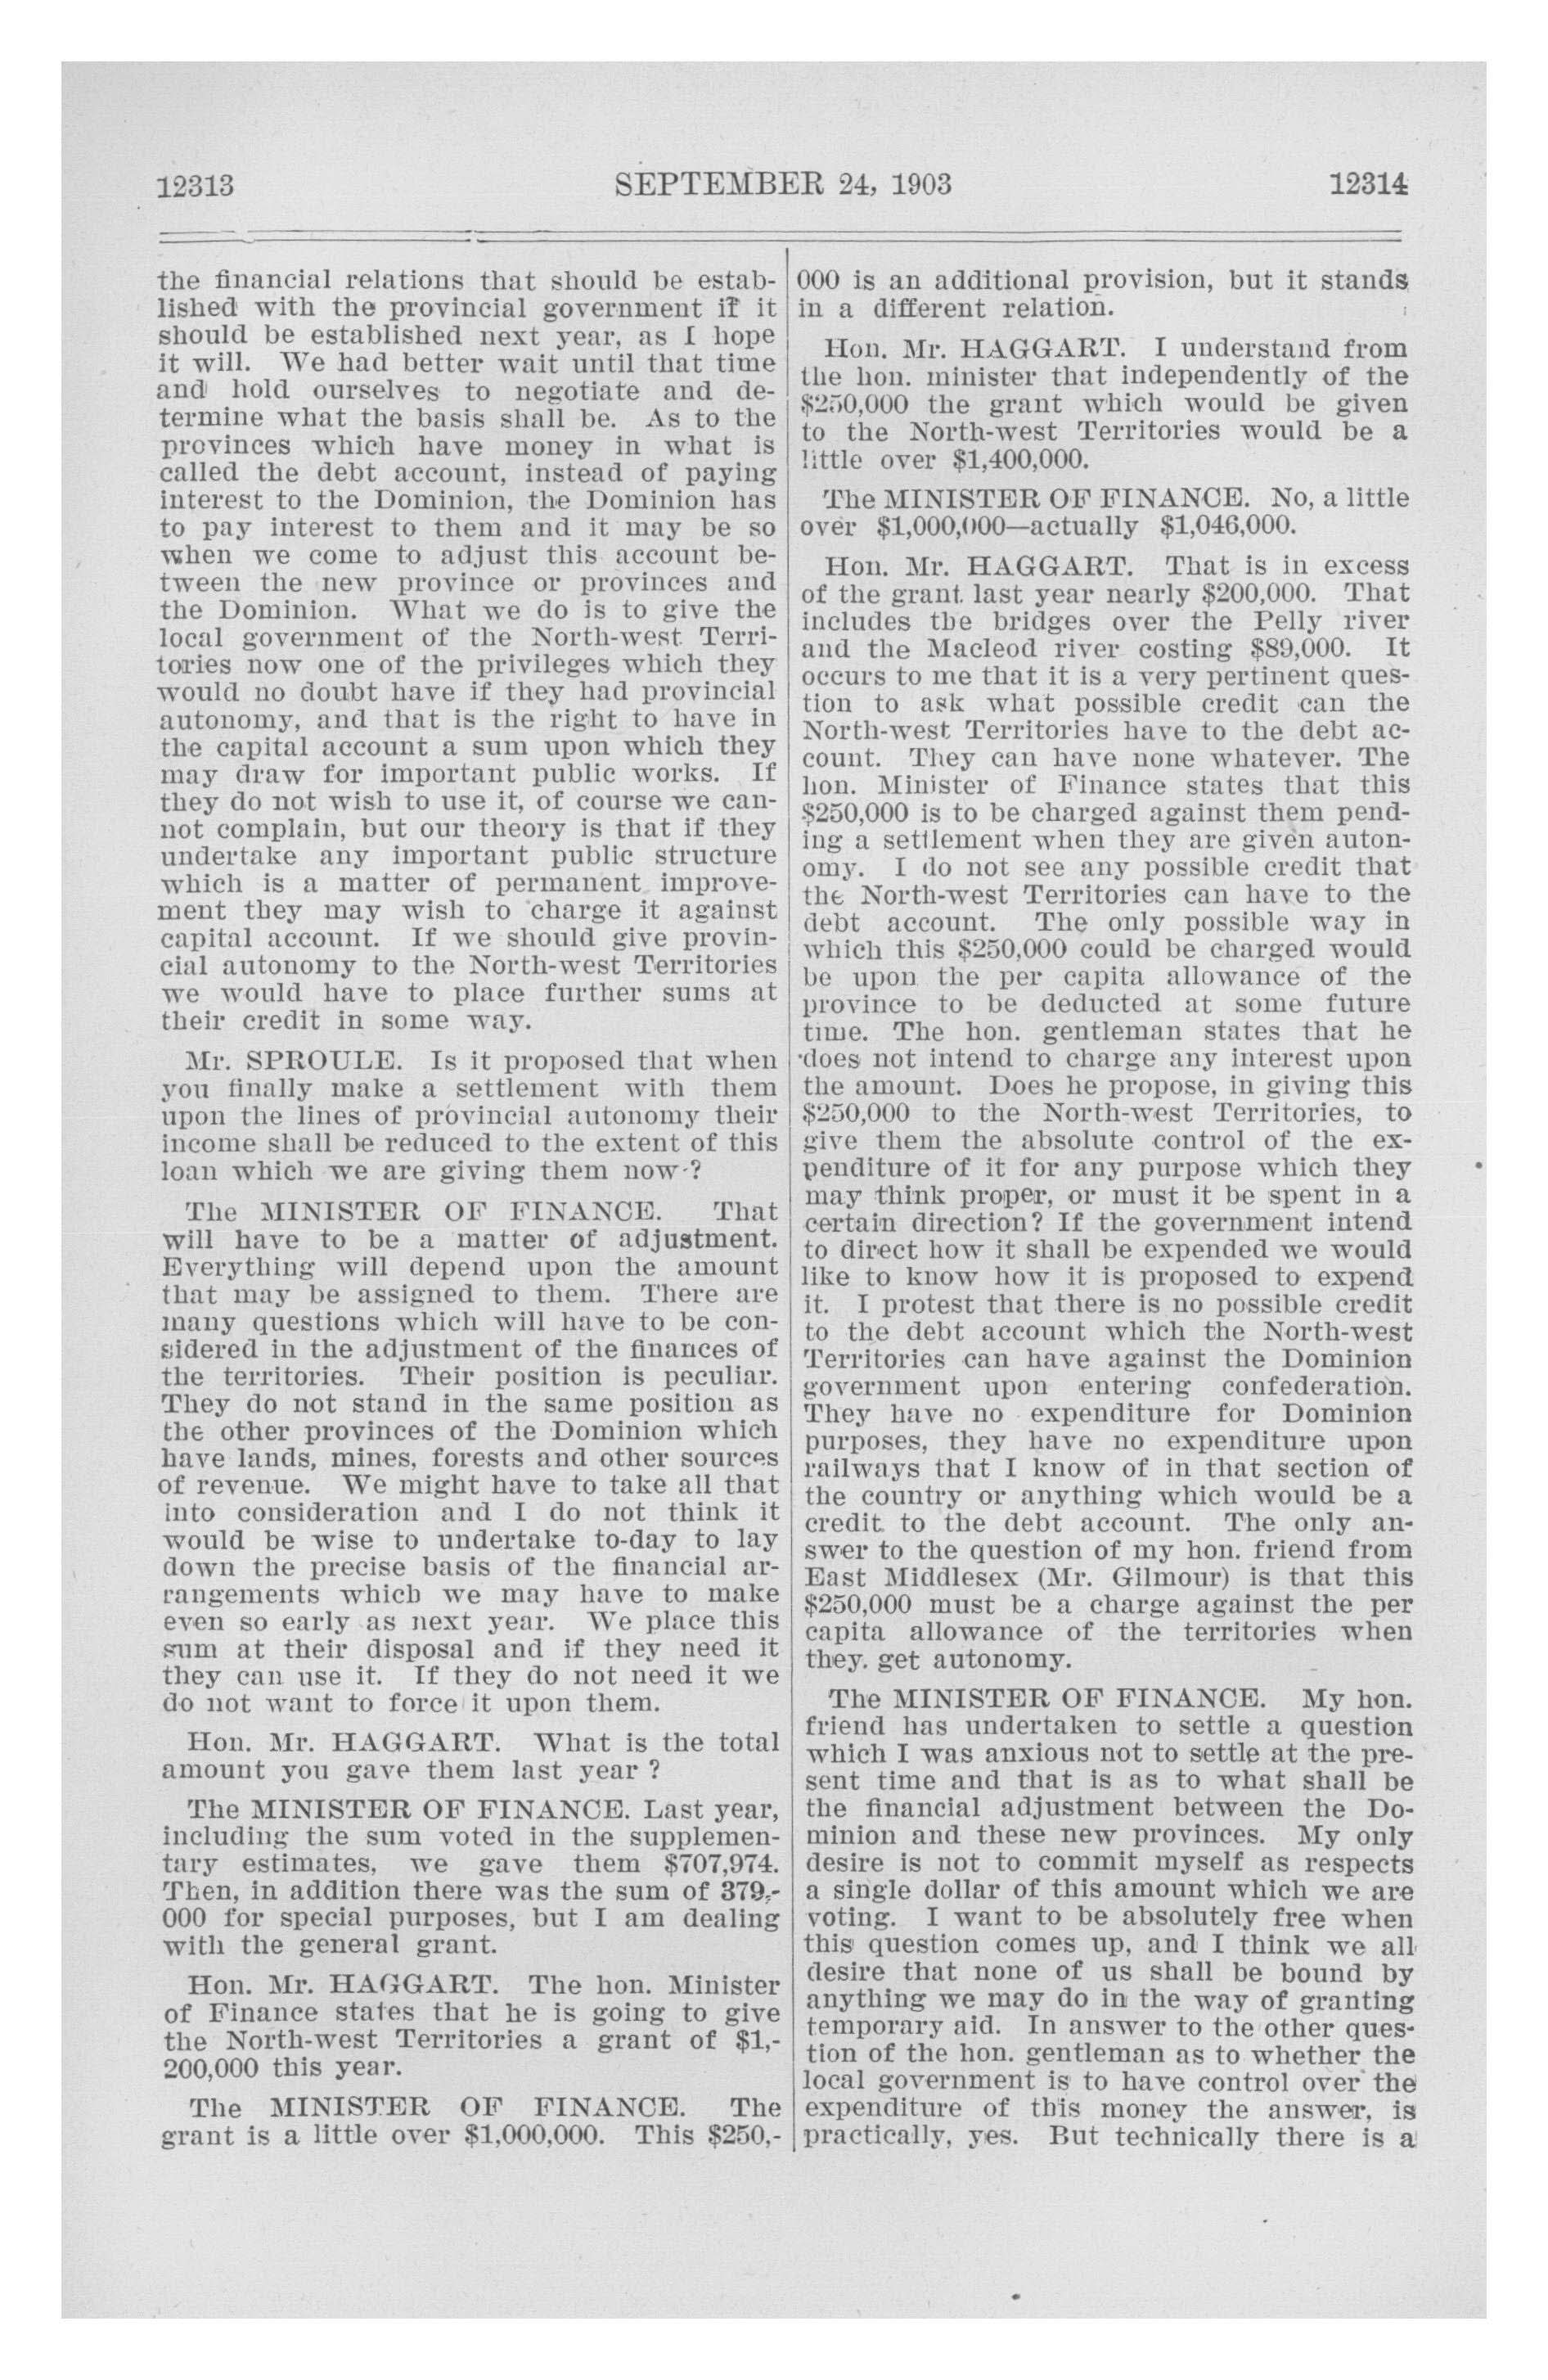 12313
SEPTEMBER 24, 1903
12314
the financial relations that should be estab-
lished with the provincial government if it
should be established next year, as I hope
it will. We had better wait until that time
and hold ourselves to negotiate and de-
termine what the basis shall be. As to the
provinces which have money in what is
called the debt account, instead of paying
interest to the Dominion, the Dominion has
to pay interest to them and it may be so
when we come to adjust this account be-
tween the new province or provinces and
the Dominion. What we do is to give the
local government of the North-west Terri-
tories now one of the privileges which they
would no doubt have if they had provincial
autonomy, and that is the right to have in
the capital account a sum upon which they
may draw for important public works. If
they do not wish to use it, of course we can-
not complain, but our theory is that if they
undertake any important public structure
which is a matter of permanent improve-
ment they may wish to charge it against
capital account. If we should give provin-
cial autonomy to the North-west Territories
we would have to place further sums at
their credit in some way.
Mr. SPROULE. Is it proposed that when
you finally make a settlement with them
upon the lines of provincial autonomy their
income shall be reduced to the extent of this
loan which we are giving them now?
The MINISTER OF FINANCE. That
will have to be a matter of adjustment.
Everything will depend upon the amount
that may be assigned to them. There are
many questions which will have to be con-
sidered in the adjustment of the finances of
the territories. Their position is peculiar.
They do not stand in the same position as
the other provinces of the Dominion which
have lands, mines, forests and other sources
of revenue. We might have to take all that
into consideration and I do not think it
would be wise to undertake to-day to lay
down the precise basis of the financial ar-
rangements which we may have to make
even so early as next year. We place this
sum at their disposal and if they need it
they can use it. If they do not need it we
do not want to force it upon them.
Hon. Mr. HAGGART. What is the total
amount you gave them last year ?
The MINISTER OF FINANCE. Last year,
including the sum voted in the supplemen-
tary estimates, we gave them $707,974.
Then, in addition there was the sum of 379,-
000 for special purposes, but I am dealing
with the general grant.
Hon. Mr. HAGGART. The hon. Minister
of Finance states that he is going to give
the North-west Territories a grant of $1,-
200,000 this year.
The MINISTER OF FINANCE. The
grant is a little over $1,000,000. This $250,-
000 is an additional provision, but it stands
in a different relation.
Hon. Mr. HAGGART. I understand from
the hon. minister that independently of the
$250,000 the grant which would be given
to the North-west Territories would be a
little over $1,400,000.
The MINISTER OF FINANCE. No, a little
over $1,000,000—actually $1,046,000.
Hon. Mr. HAGGART. That is in excess
of the grant last year nearly $200,000. That
includes the bridges over the Pelly river
and the Macleod river costing $89,000. It
occurs to me that it is a very pertinent ques-
tion to ask what possible credit can the
North-west Territories have to the debt ac-
count. They can have none whatever. The
hon. Minister of Finance states that this
$250,000 is to be charged against them pend-
ing a settlement when they are given auton-
omy. I do not see any possible credit that
the North-west Territories can have to the
debt account. The only possible way in
which this $250,000 could be charged would
be upon the per capita allowance of the
province to be deducted at some future
time. The hon. gentleman states that he
does not intend to charge any interest upon
the amount. Does he propose, in giving this
$250,000 to the North-west Territories, to
give them the absolute control of the ex-
penditure of it for any purpose which they
may think proper, or must it be spent in a
certain direction? If the government intend
to direct how it shall be expended we would
like to know how it is proposed to expend
it. I protest that there is no possible credit
to the debt account which the North-west
Territories can have against the Dominion
government upon entering confederation.
They have no expenditure for Dominion
purposes, they have no expenditure upon
railways that I know of in that section of
the country or anything which would be a
credit to the debt account. The only an-
swer to the question of my hon. friend from
East Middlesex (Mr. Gilmour) is that this
$250,000 must be a charge against the per
capita allowance of the territories when
they. get autonomy.
The MINISTER OF FINANCE. My hon.
friend has undertaken to settle a question
which I was anxious not to settle at the pre-
sent time and that is as to what shall be
the financial adjustment between the Do-
minion and these new provinces. My only
desire is not to commit myself as respects
a single dollar of this amount which we are
voting. I want to be absolutely free when
this question comes up, and I think we all
desire that none of us shall be bound by
anything we may do in the way of granting
temporary aid. In answer to the other ques-
tion of the hon. gentleman as to whether the
local government is to have control over the
expenditure of this money the answer, is
practically, yes. But technically there is a